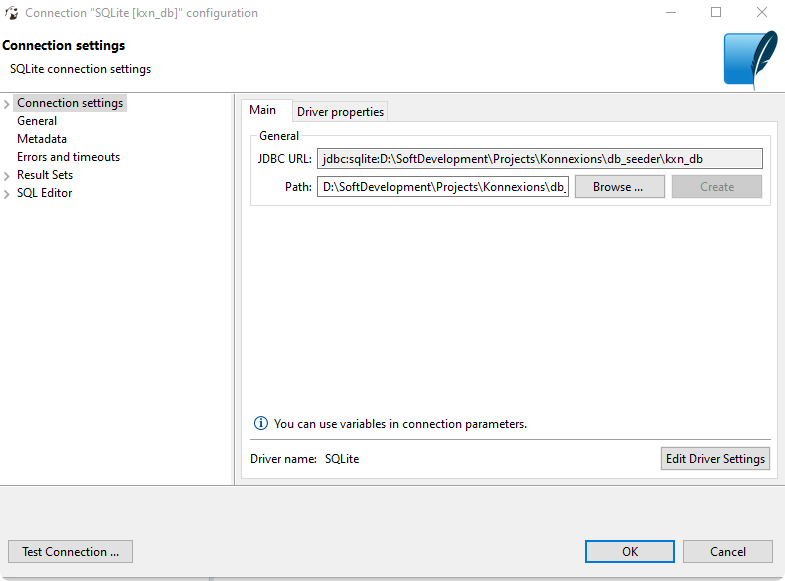 Connection "SQLite [kxn_db]" configuration
Connection settings
SQLite connection settings
Connection settings
General
Metadata
Errors and timeouts
Result Sets
SQL Editor
Main
Driver properties
General
JDBC URL: jdbc:sqlite:D:\SoftDevelopment\Projects\Konnexions\db_seeder\kxn_db
Path: D:\SoftDevelopment\Projects\Konnexions\db_ Browse ... Create
You can use variables in connection parameters.
Driver name: SQLite Edit Driver Settings
Test Connection ... OK Cancel